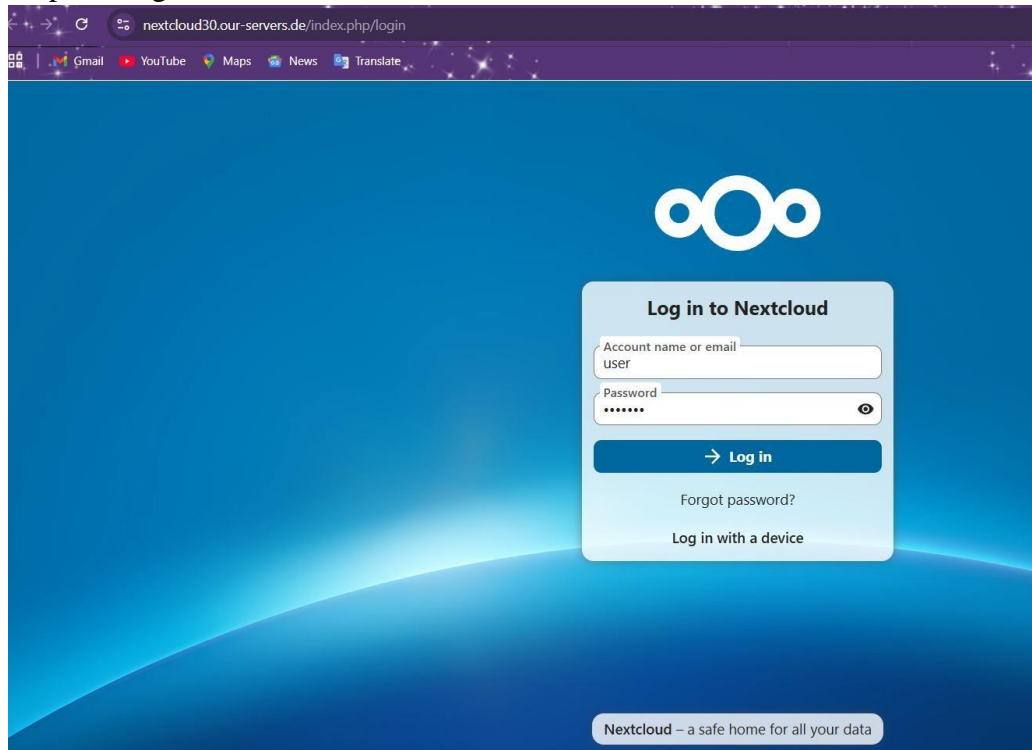 nextcloud30.our-servers.de/index.php/login
Gmail YouTube Maps News Translate
Log in to Nextcloud
Account name or email
user
Password
•••••••
→ Log in
Forgot password?
Log in with a device
Nextcloud – a safe home for all your data